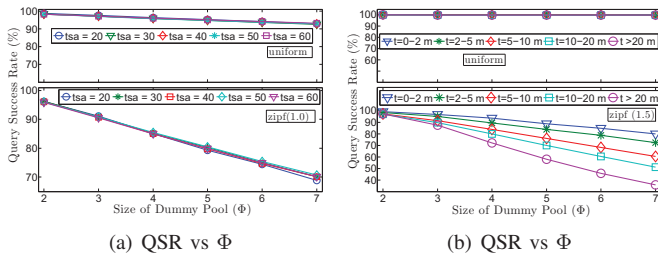 Query Success Rate (%)
100
90
80
70
tsa = 20 tsa = 30 tsa = 40 tsa = 50 tsa = 60
uniform
100
90
80
70
tsa = 20 tsa = 30 tsa = 40 tsa = 50 tsa = 60
zipf(1.0)
2 3 4 5 6 7
Size of Dummy Pool (Φ)
(a) QSR vs Φ
Query Success Rate (%)
100
90
80
70
60
t=0−2 m t=2−5m t=5−10 m t=10−20 m t >20 m
uniform
100
90
80
70
60
50
40
t=0−2 m t=2−5 m t=5−10 m t=10−20 m t > 20 m
zipf (1.5)
2 3 4 5 6 7
Size of Dummy Pool (Φ)
(b) QSR vs Φ